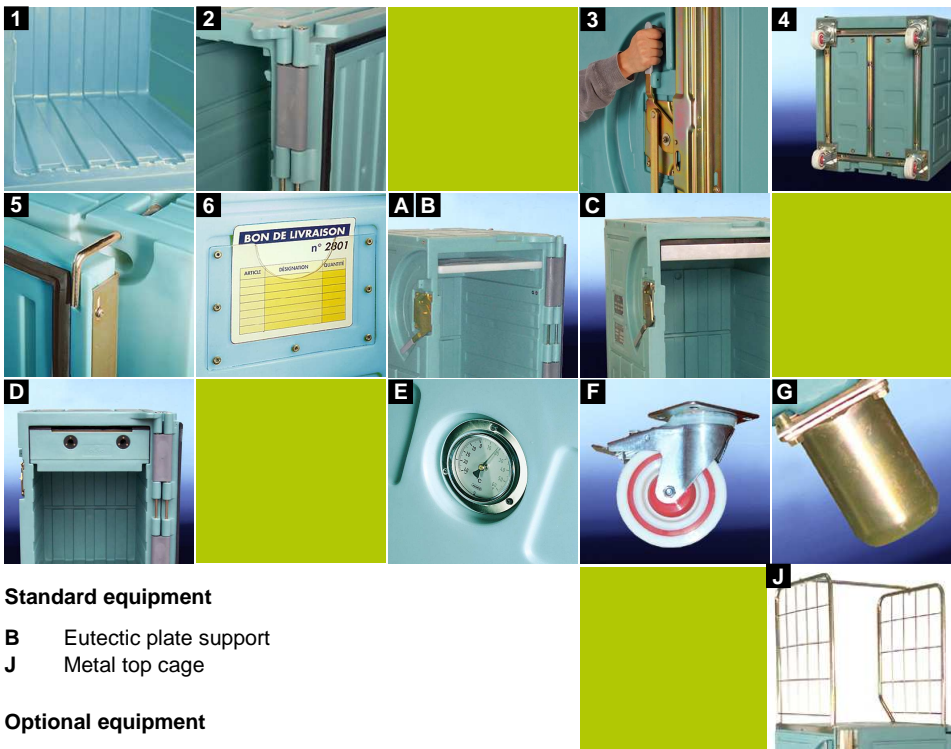 1
2
3
4
5
6
BON DE LIVRAISON
n° 2801
ARTICLE DÉSIGNATION QUANTITÉ
A B
C
D
E
°C
F
G
J
Standard equipment
B Eutectic plate support
J Metal top cage
Optional equipment